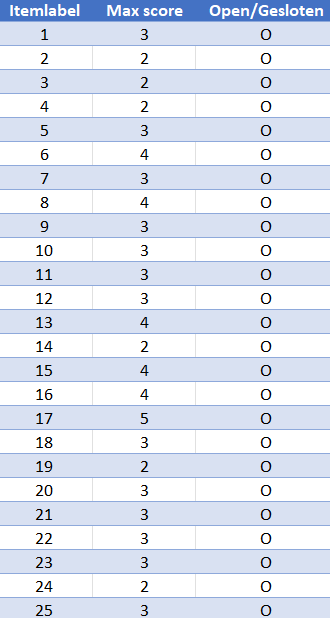 Itemlabel Max score Open/Gesloten
1 3 O
2 2 O
3 2 O
4 2 O
5 3 O
6 4 O
7 3 O
8 4 O
9 3 O
10 3 O
11 3 O
12 3 O
13 4 O
14 2 O
15 4 O
16 4 O
17 5 O
18 3 O
19 2 O
20 3 O
21 3 O
22 3 O
23 3 O
24 2 O
25 3 O